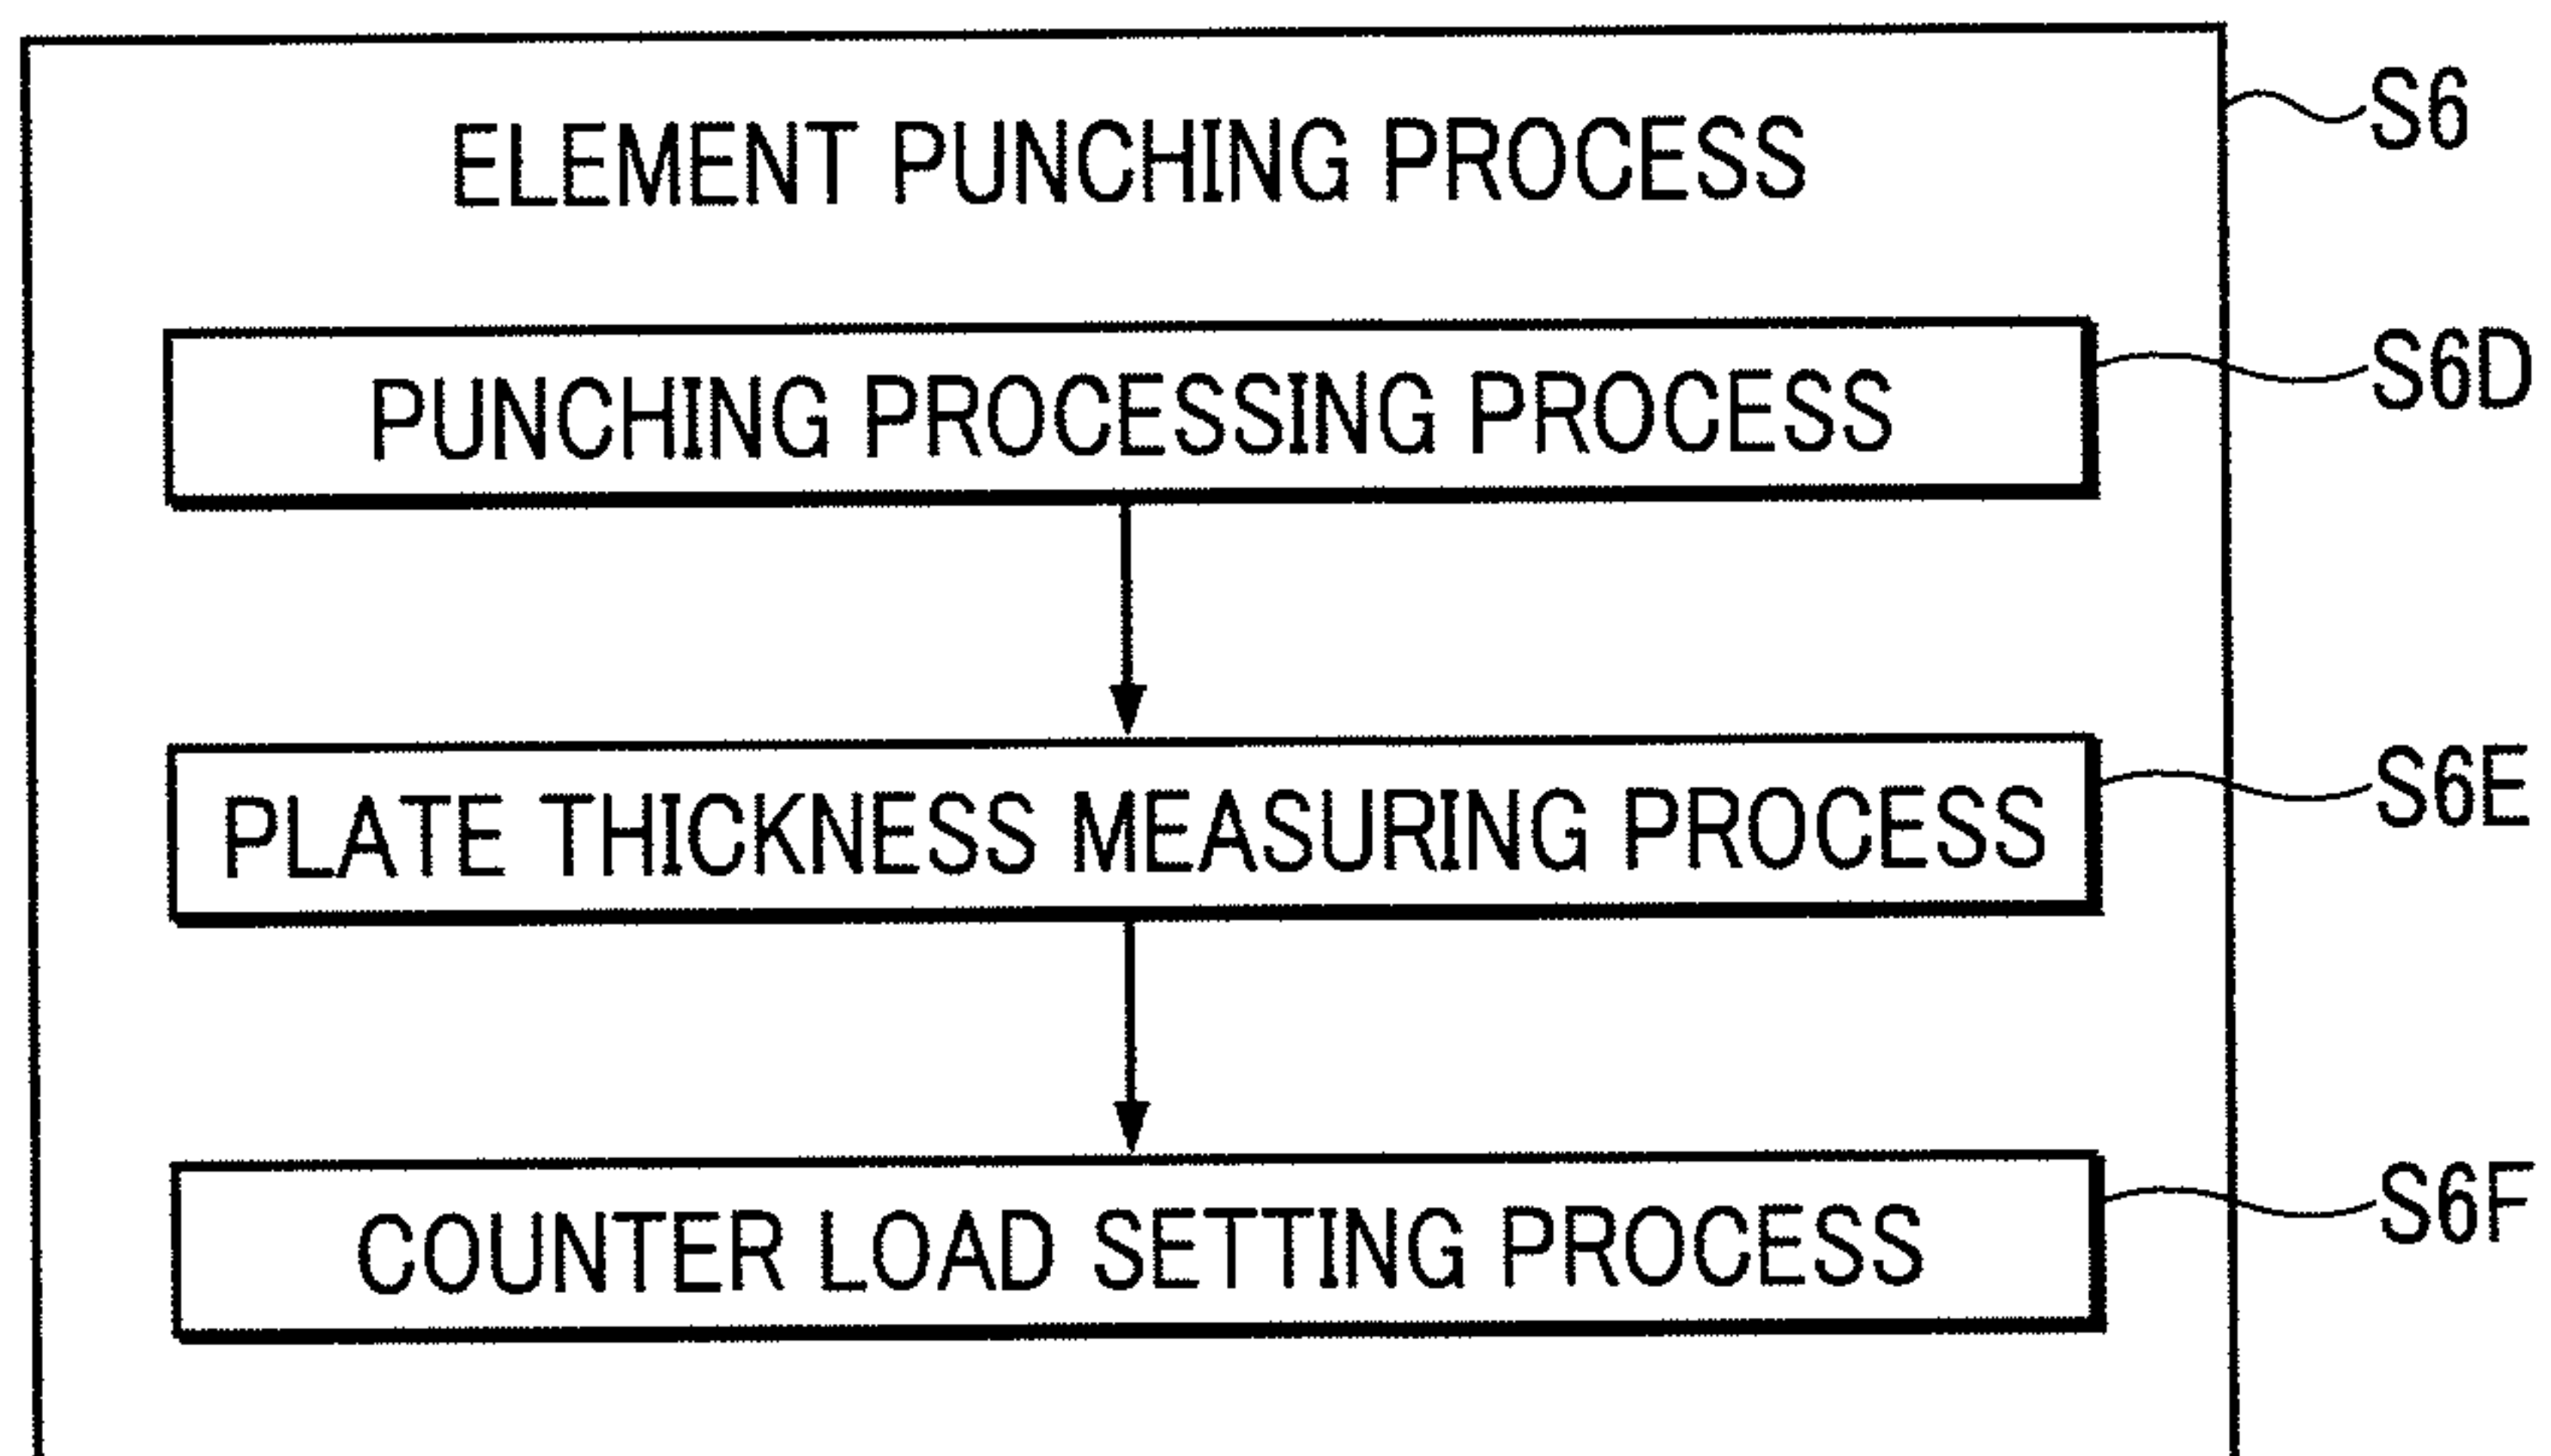 ELEMENT PUNCHING PROCESS
S6
PUNCHING PROCESSING PROCESS
S6D
PLATE THICKNESS MEASURING PROCESS
S6E
COUNTER LOAD SETTING PROCESS
S6F